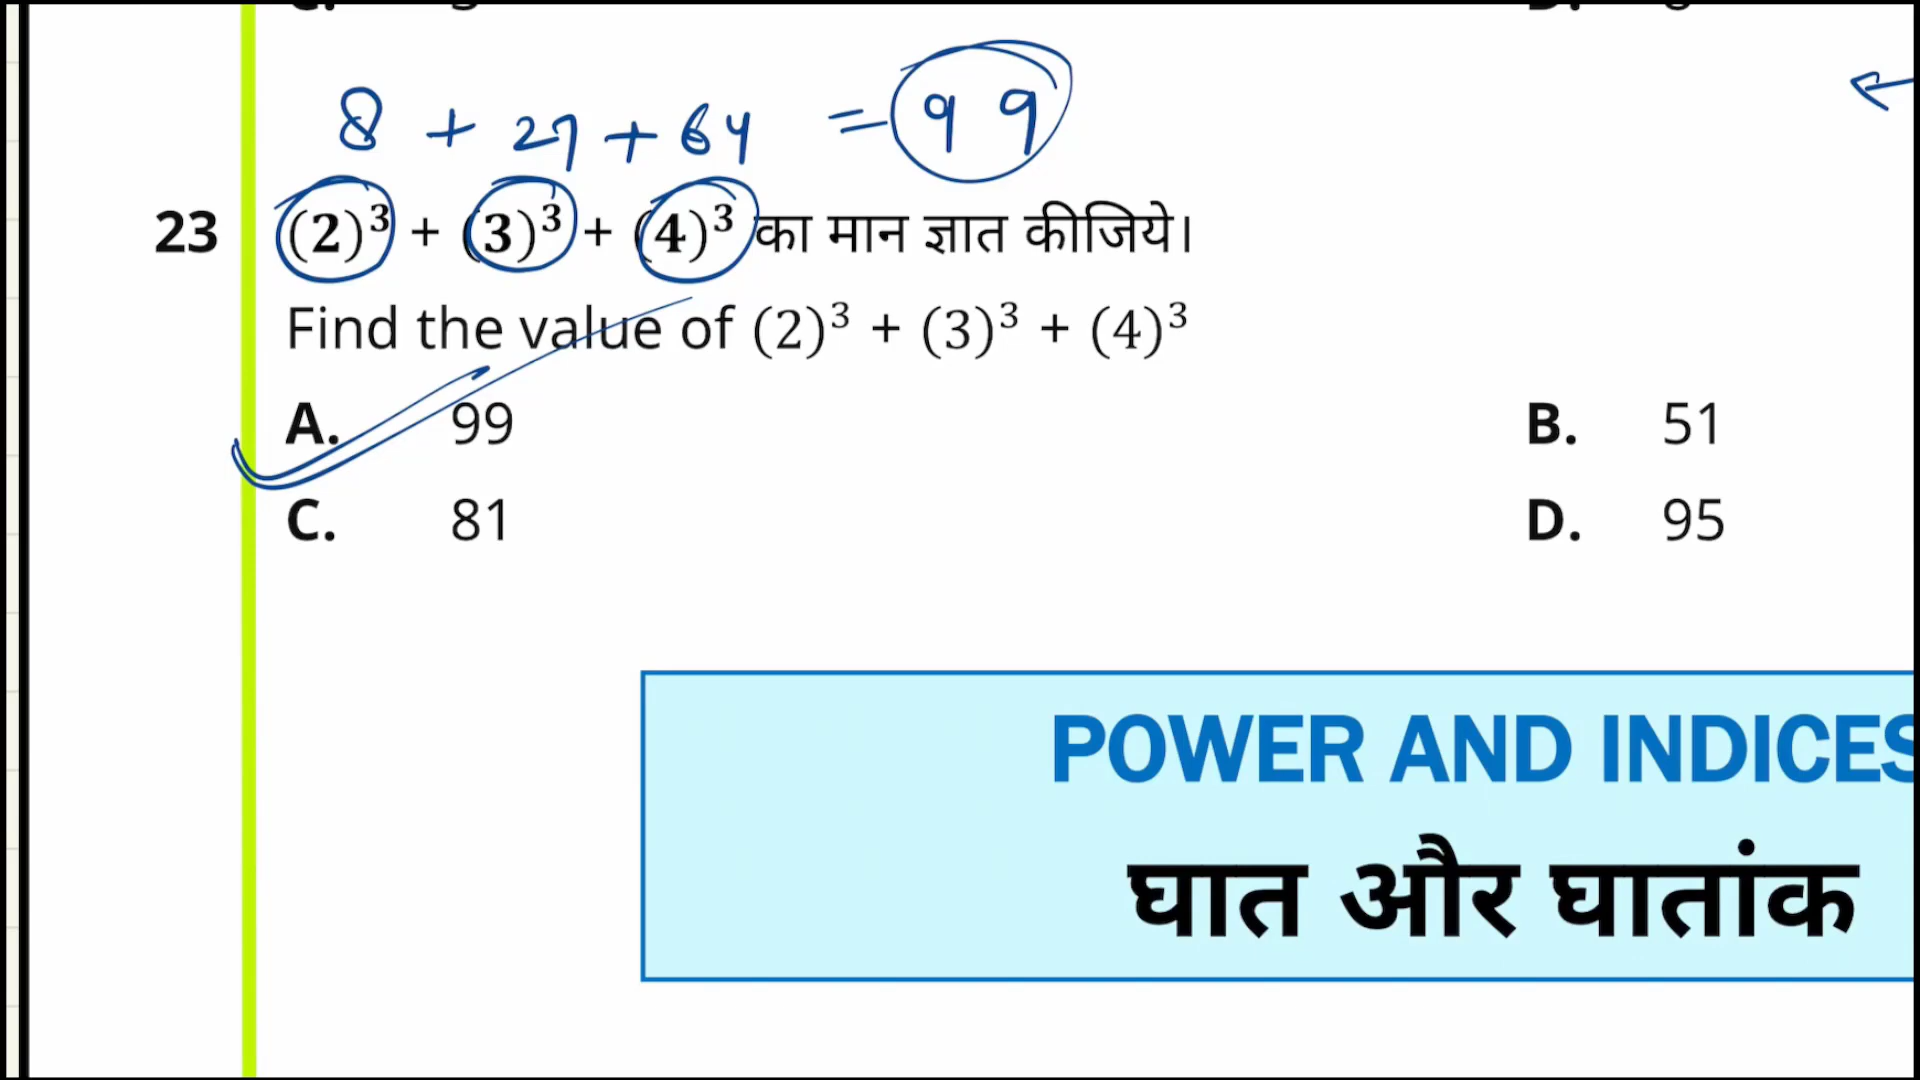 8 + 27 + 64 = 99
23 (2)³ + (3)³ + (4)³ का मान ज्ञात कीजिये।
Find the value of (2)³ + (3)³ + (4)³
A. 99 B. 51
C. 81 D. 95
POWER AND INDICES
घात और घातांक